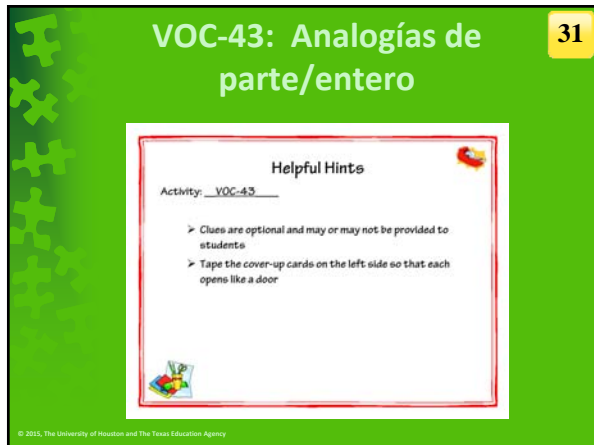 VOC-43:  Analogías de
parte/entero
31
Helpful Hints
Activity: __VOC-43____
➢ Clues are optional and may or may not be provided to
students
➢ Tape the cover-up cards on the left side so that each
opens like a door
© 2015, The University of Houston and The Texas Education Agency